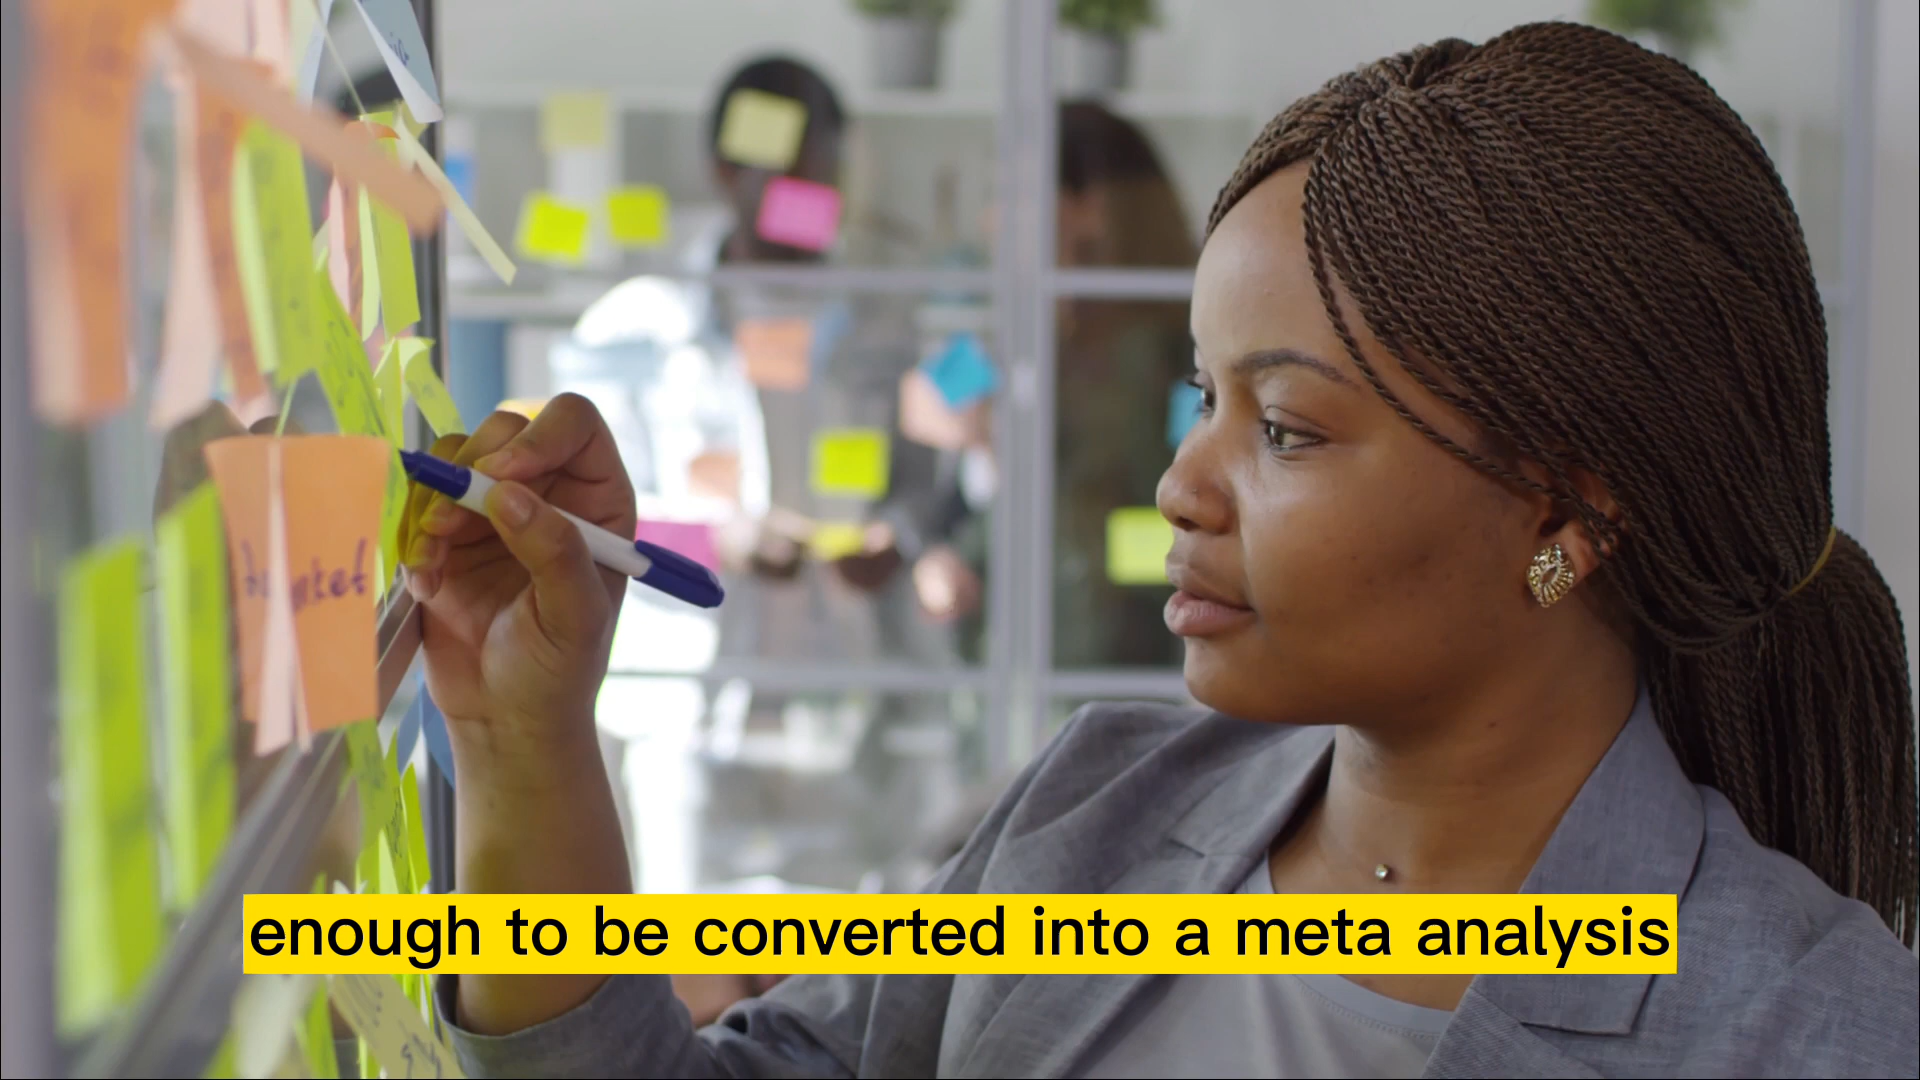 enough to be converted into a meta analysis